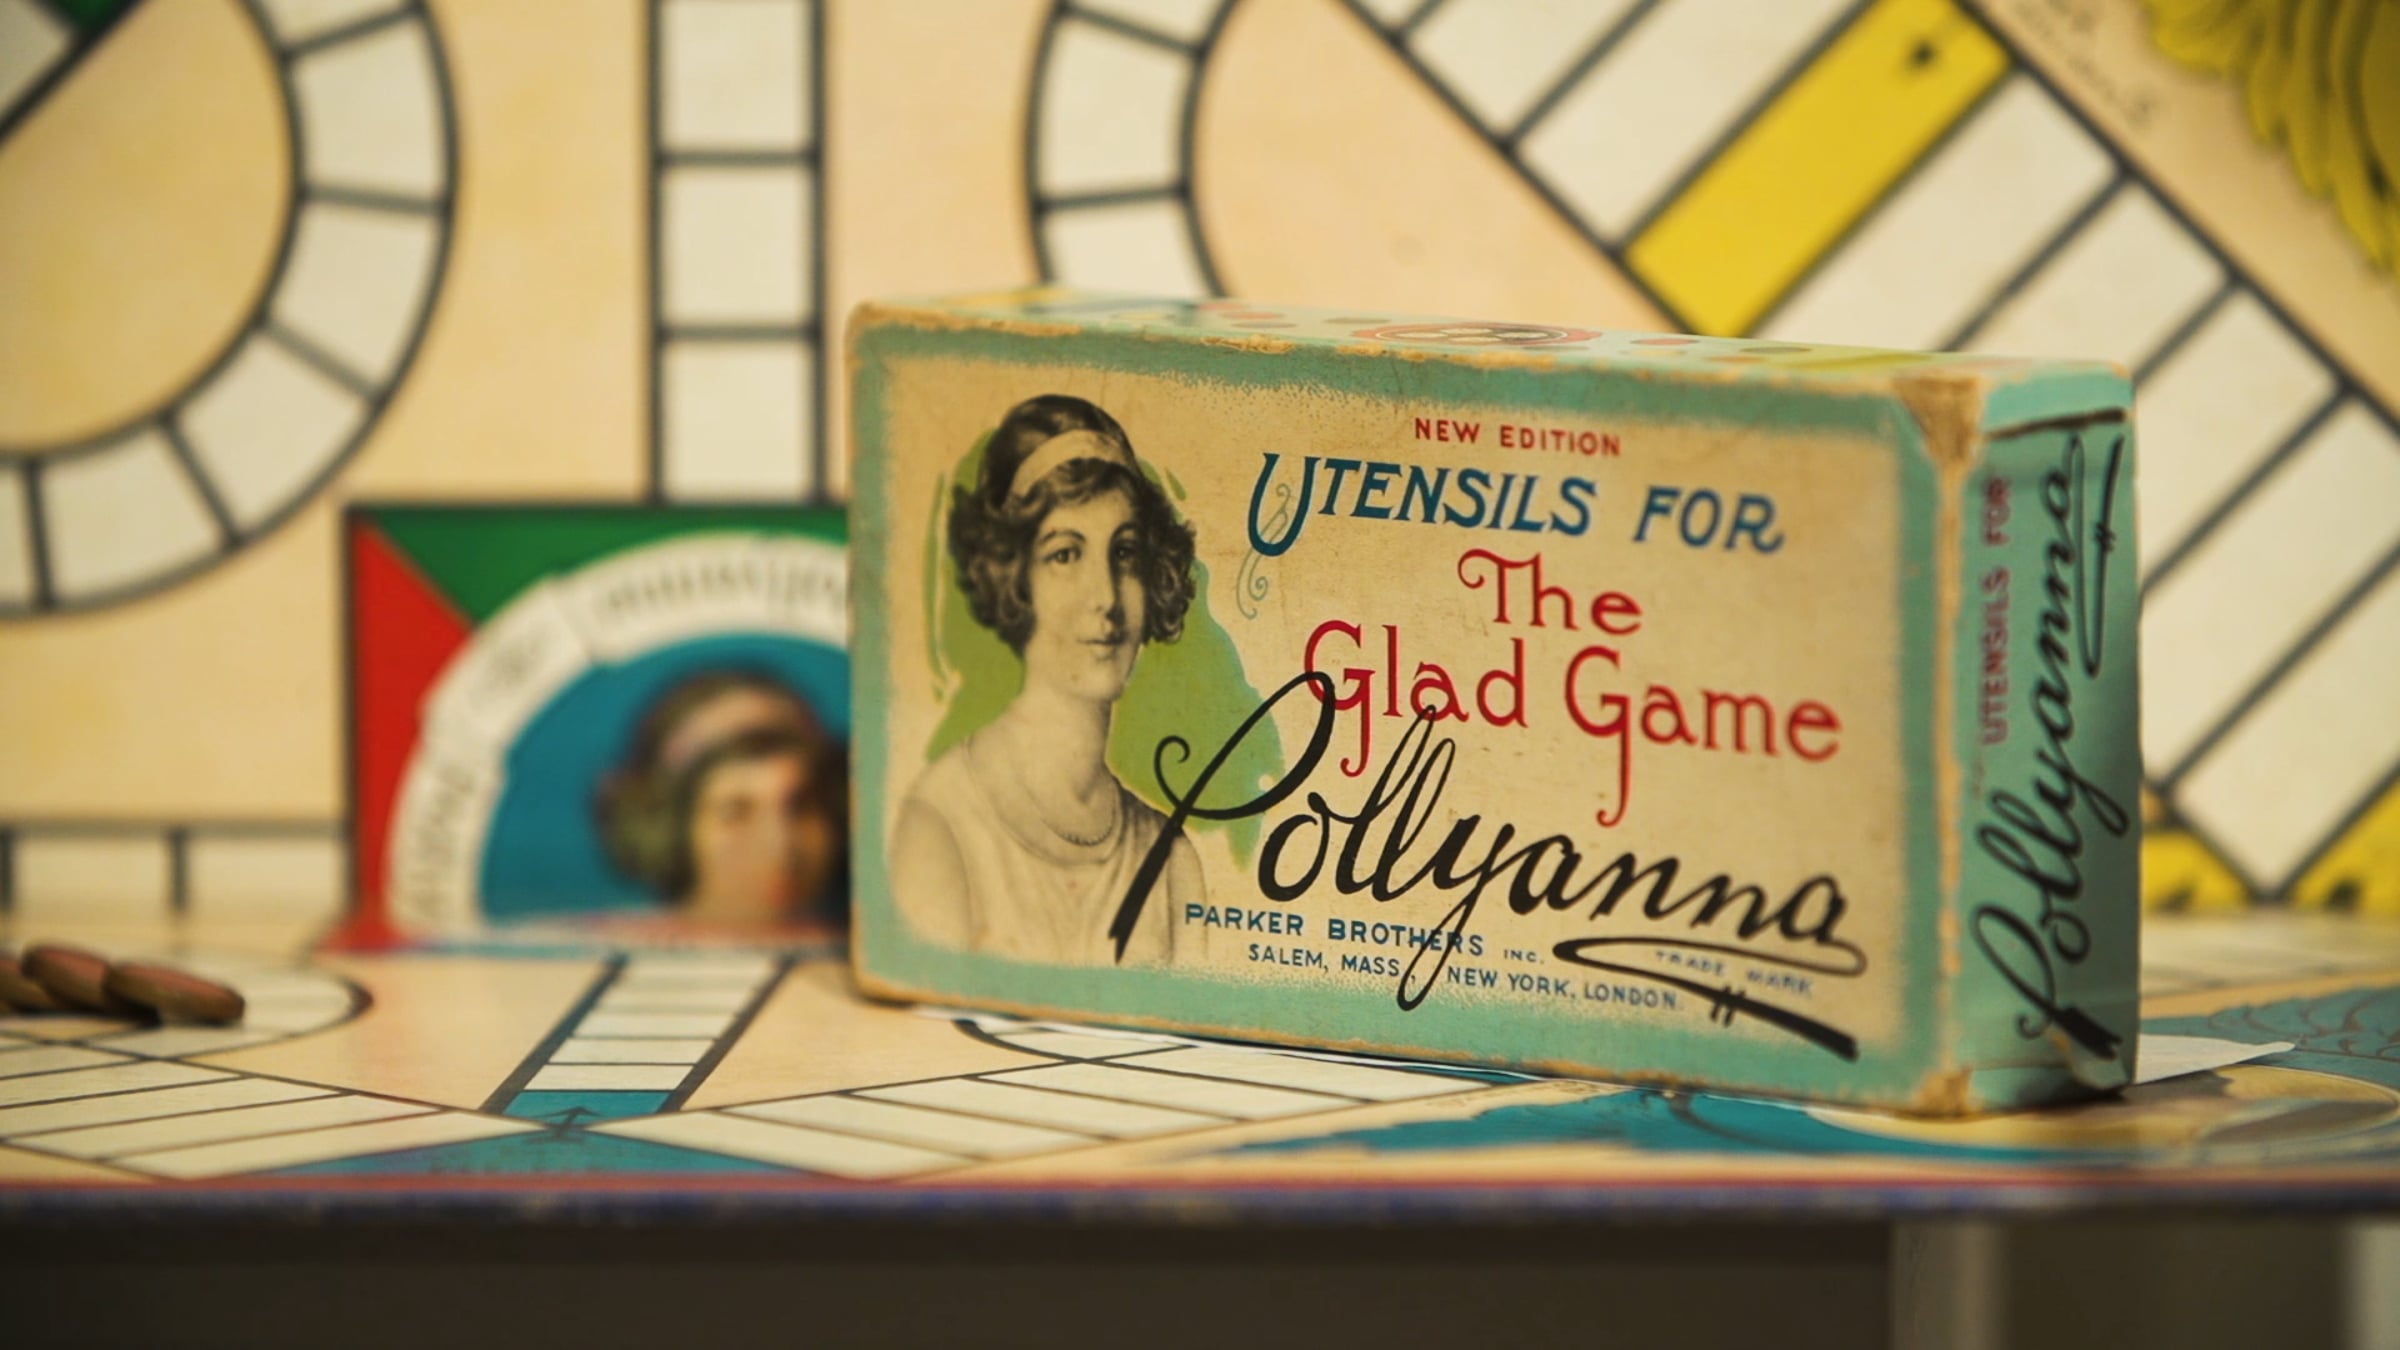 NEW EDITION
UTENSILS FOR
The
Glad Game
Pollyanna
TRADE MARK
PARKER BROTHERS INC.
SALEM, MASS., NEW YORK, LONDON.
UTENSILS FOR
Pollyanna